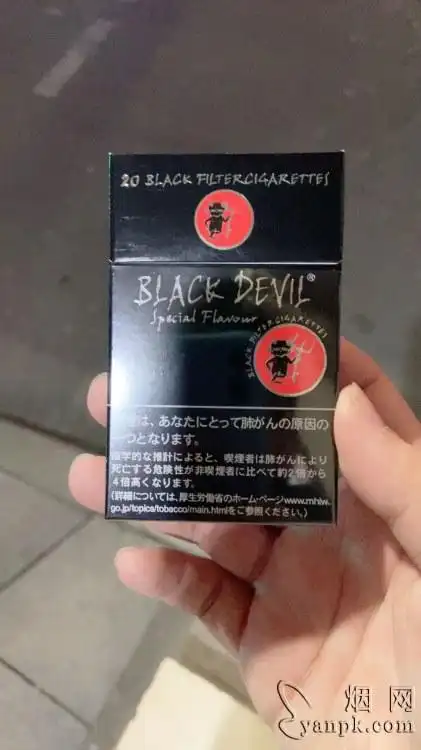 20 BLACK FILTERCIGARETTES
BLACK DEVIL®
Special Flavour
BLACK FILTER CIGARETTES
は、あなたにとって肺がんの原因の
つとなります。
学的な推計によると、喫煙者は肺がんにより
死亡する危険性が非喫煙者に比べて約2倍から
4倍高くなります。
(詳細については、厚生労働省のホーム・ページwww.mhlw.
go.jp/topics/tobacco/main.htmlをご参照ください。)
烟网
yanpk.com